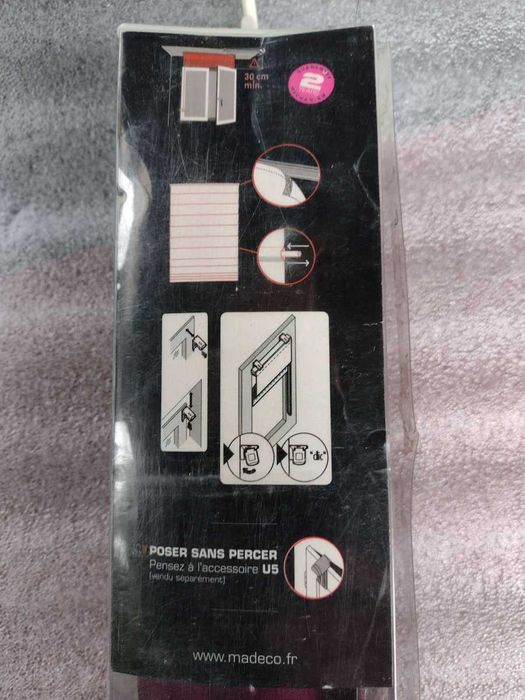 30 cm
min.
2
"clic"
POSER SANS PERCER
Pensez à l'accessoire U5
(vendu séparément)
www.madeco.fr